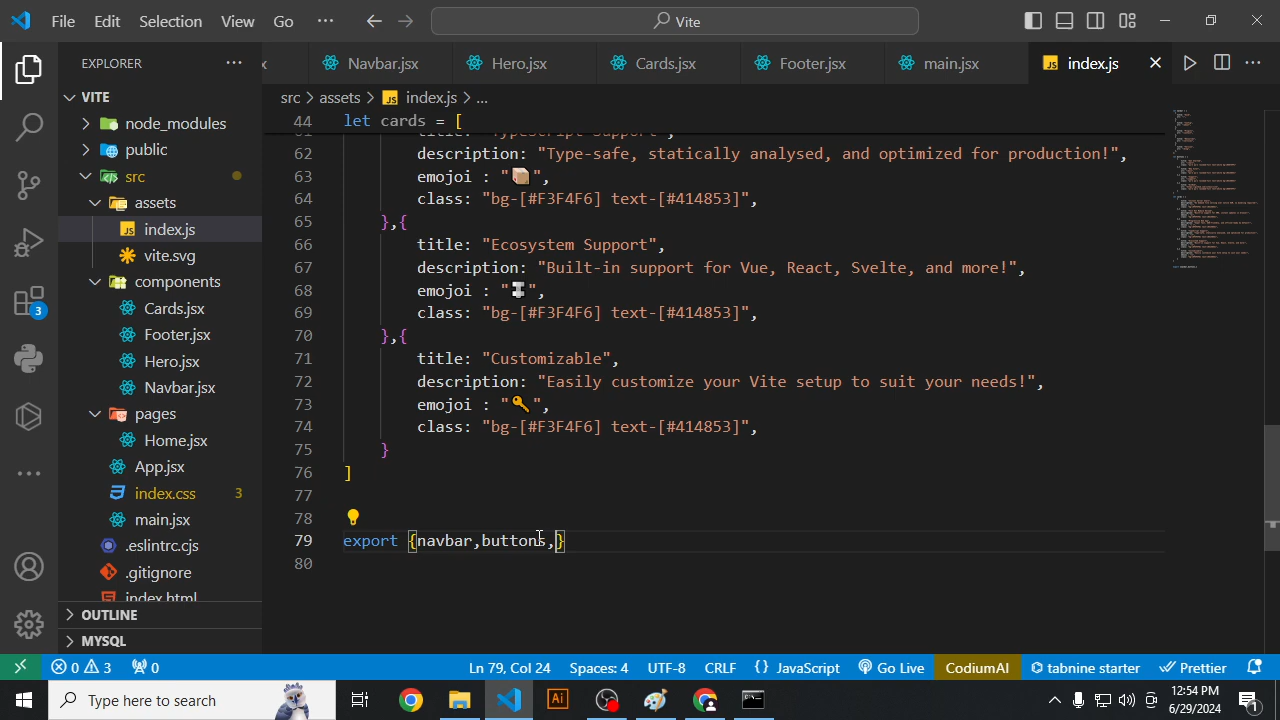 File Edit Selection View Go ··· Vite
EXPLORER ···
Navbar.jsx Hero.jsx Cards.jsx Footer.jsx main.jsx index.js
src > assets > index.js > ...
VITE
node_modules
public
src
assets
index.js
vite.svg
components
Cards.jsx
Footer.jsx
Hero.jsx
Navbar.jsx
pages
Home.jsx
App.jsx
index.css 3
main.jsx
.eslintrc.cjs
.gitignore
index.html
OUTLINE
MYSQL
3
44 let cards = [
title: "TypeScript Support",
62 description: "Type-safe, statically analysed, and optimized for production!",
63 emojoi : "📦",
64 class: "bg-[#F3F4F6] text-[#414853]",
65 },{
66 title: "Ecosystem Support",
67 description: "Built-in support for Vue, React, Svelte, and more!",
68 emojoi : "🔩",
69 class: "bg-[#F3F4F6] text-[#414853]",
70 },{
71 title: "Customizable",
72 description: "Easily customize your Vite setup to suit your needs!",
73 emojoi : "🔑",
74 class: "bg-[#F3F4F6] text-[#414853]",
75 }
76 ]
77
78
79 export {navbar,buttons,}
80
0 3 0 Ln 79, Col 24 Spaces: 4 UTF-8 CRLF {} JavaScript Go Live CodiumAI tabnine starter Prettier
Type here to search
Ai
12:54 PM
6/29/2024
1